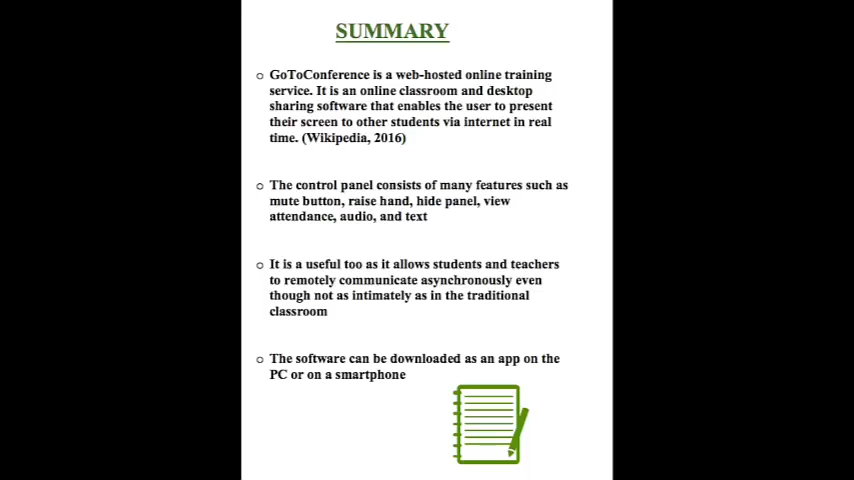 SUMMARY
GoToConference is a web-hosted online training
service. It is an online classroom and desktop
sharing software that enables the user to present
their screen to other students via internet in real
time. (Wikipedia, 2016)
The control panel consists of many features such as
mute button, raise hand, hide panel, view
attendance, audio, and text
It is a useful too as it allows students and teachers
to remotely communicate asynchronously even
though not as intimately as in the traditional
classroom
The software can be downloaded as an app on the
PC or on a smartphone